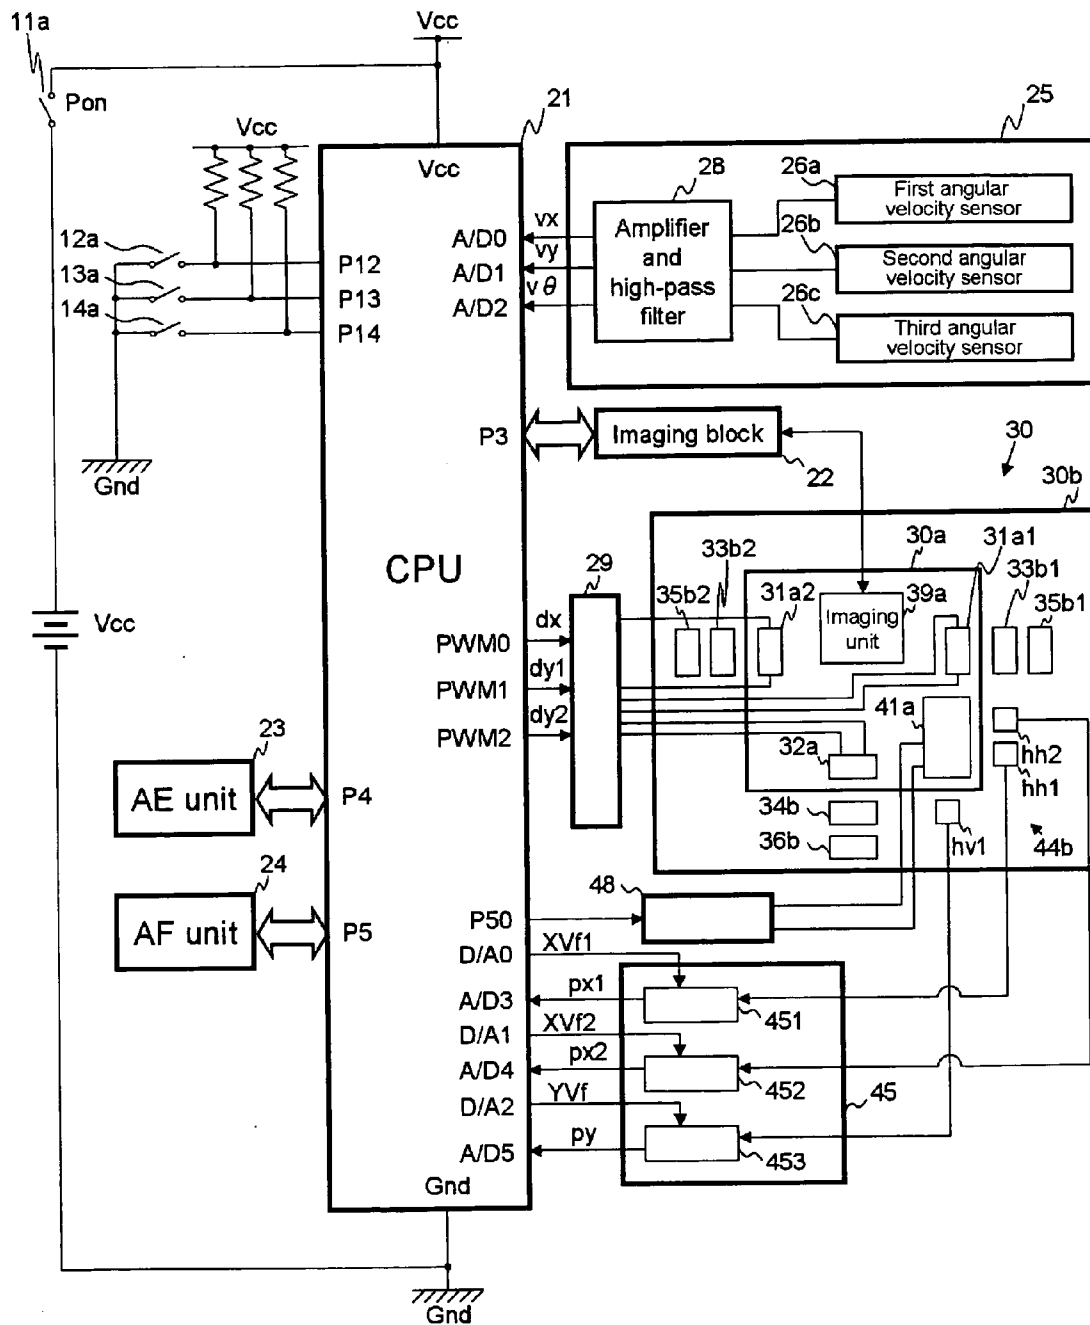 11a
Vcc
Pon
21
25
Vcc
Vcc
28
26a
First angular
velocity sensor
12a
vx
A/D0
Amplifier
and
high-pass
filter
26b
P12
vy
A/D1
Second angular
velocity sensor
13a
P13
vθ
A/D2
26c
14a
P14
Third angular
velocity sensor
P3
Imaging block
30
Gnd
22
30b
30a
31a1
33b2
33b1
CPU
29
35b2
31a2
39a
35b1
Imaging
unit
Vcc
dx
PWM0
dy1
PWM1
41a
dy2
PWM2
23
32a
hh2
AE unit
P4
hh1
34b
36b
hv1
44b
24
48
AF unit
P5
P50
XVf1
D/A0
px1
A/D3
451
XVf2
D/A1
px2
A/D4
452
45
YVf
D/A2
py
A/D5
453
Gnd
Gnd